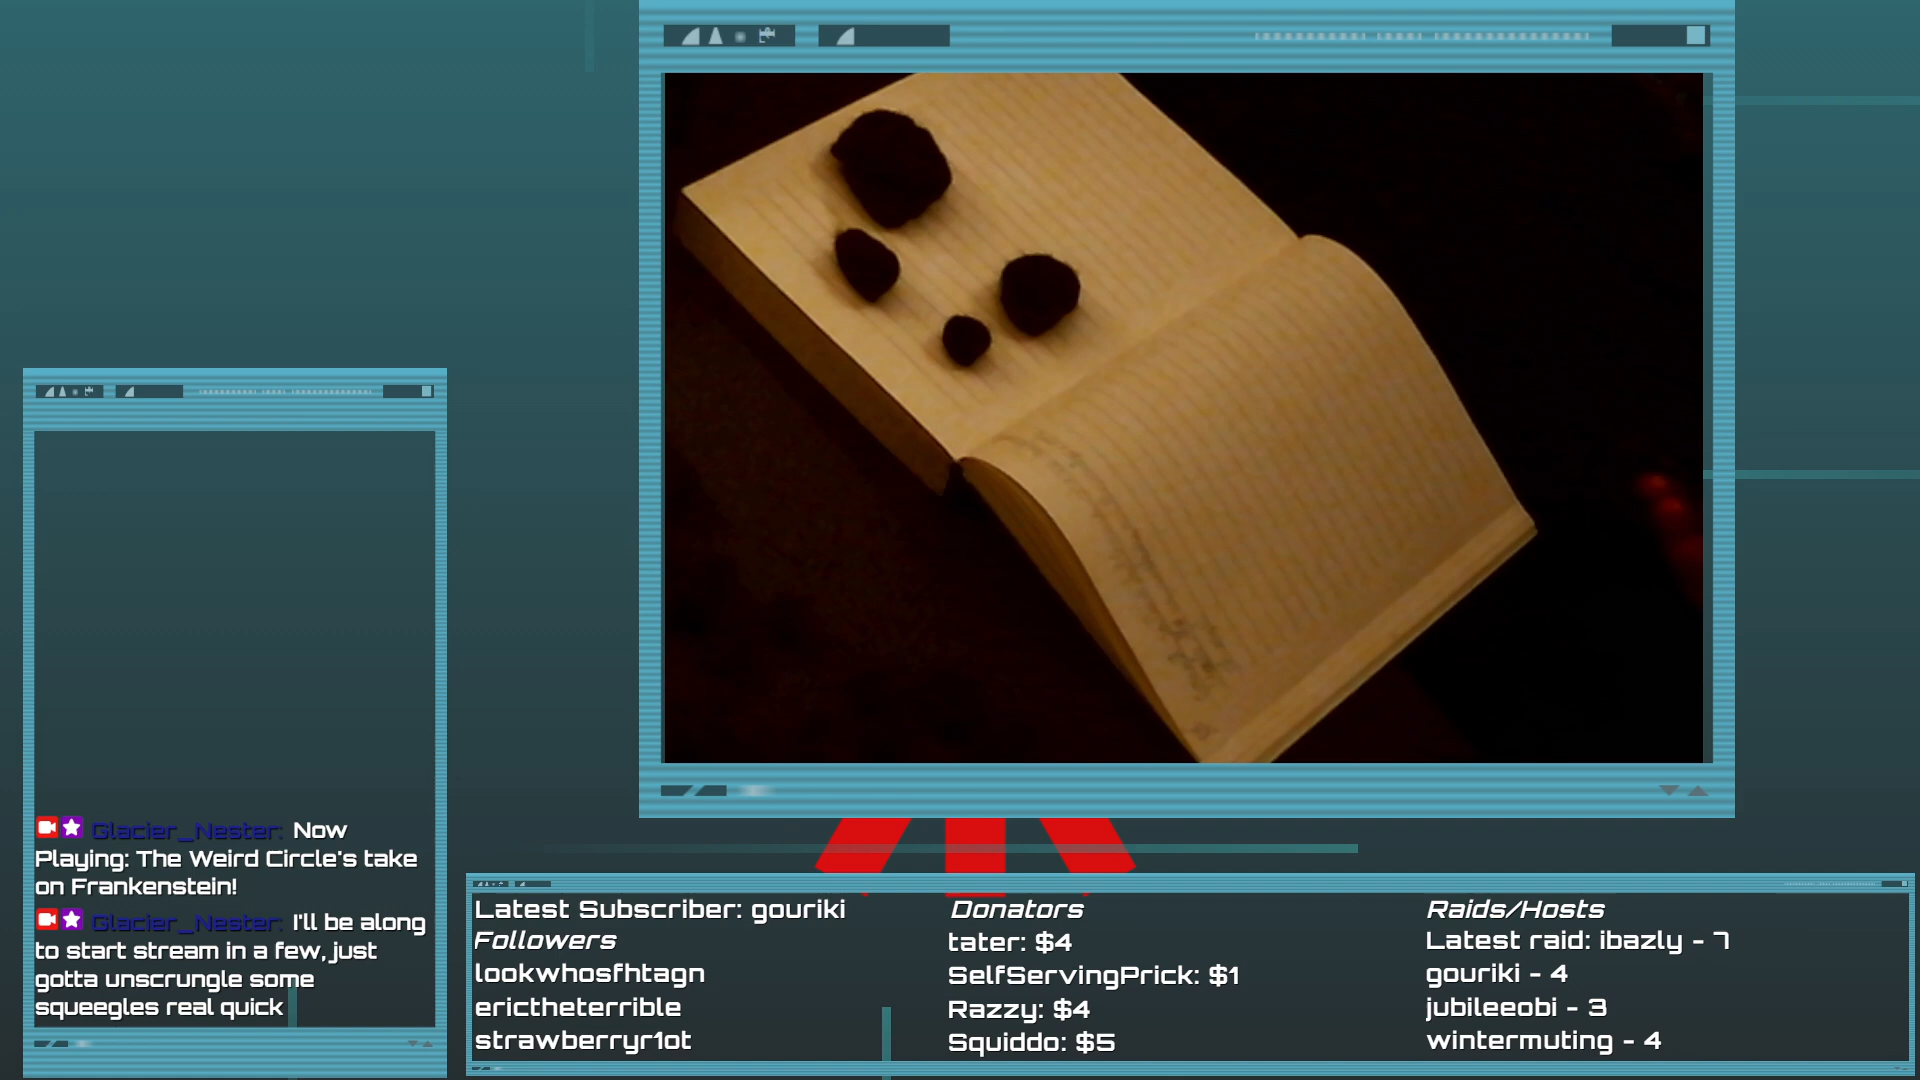 Glacier_Nester: Now
Playing: The Weird Circle's take
on Frankenstein!
Glacier_Nester: I'll be along
to start stream in a few, just
gotta unscrungle some
squeegles real quick
Latest Subscriber: gouriki
Followers
lookwhosfhtagn
erictheterrible
strawberryr1ot
Donators
tater: $4
SelfServingPrick: $1
Razzy: $4
Squiddo: $5
Raids/Hosts
Latest raid: ibazly - 7
gouriki - 4
jubileeobi - 3
wintermuting - 4